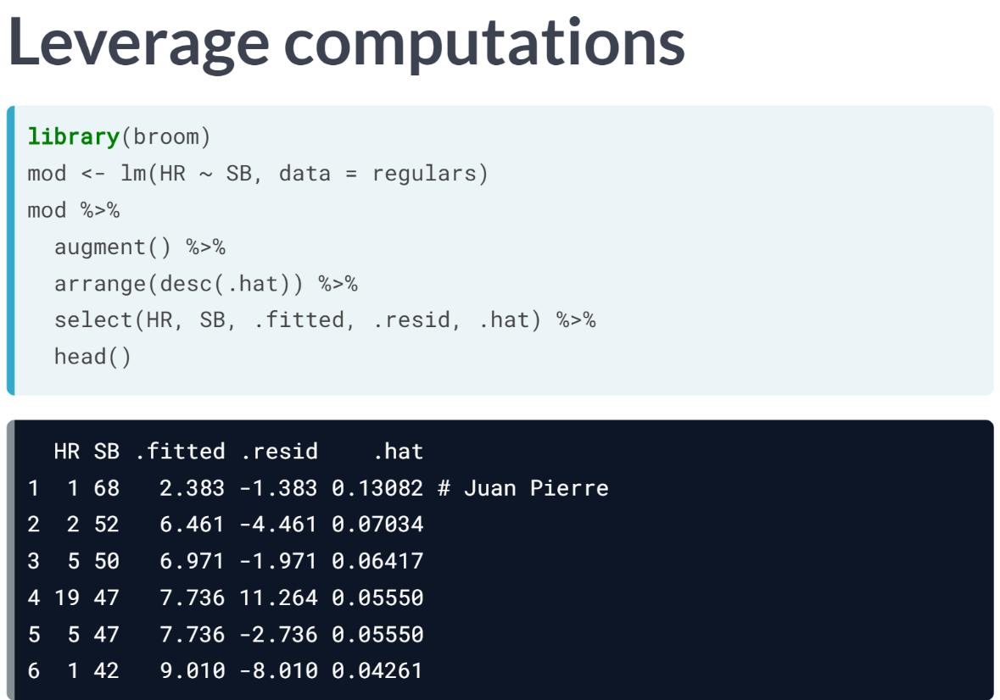 Leverage computations
library(broom)
mod <- lm(HR ~ SB, data = regulars)
mod %>%
  augment() %>%
  arrange(desc(.hat)) %>%
  select(HR, SB, .fitted, .resid, .hat) %>%
  head()
  HR SB .fitted .resid    .hat
1  1 68   2.383 -1.383 0.13082 # Juan Pierre
2  2 52   6.461 -4.461 0.07034
3  5 50   6.971 -1.971 0.06417
4 19 47   7.736 11.264 0.05550
5  5 47   7.736 -2.736 0.05550
6  1 42   9.010 -8.010 0.04261